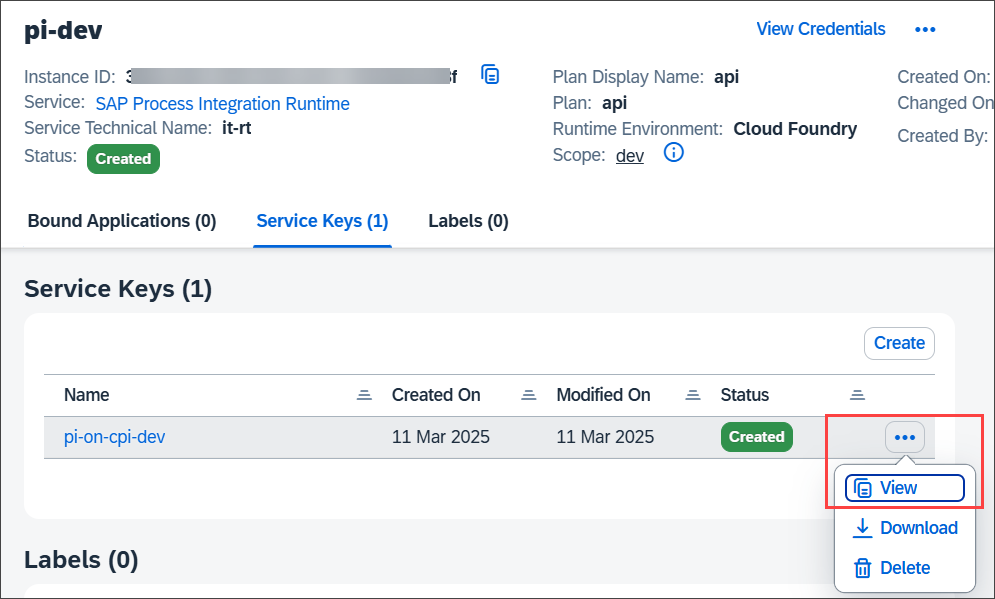 pi-dev
View Credentials
Instance ID:
Service: SAP Process Integration Runtime
Service Technical Name: it-rt
Status: Created
Plan Display Name: api
Plan: api
Runtime Environment: Cloud Foundry
Scope: dev
Created On:
Changed On
Created By:
Bound Applications (0)
Service Keys (1)
Labels (0)
Service Keys (1)
Create
Name
Created On
Modified On
Status
pi-on-cpi-dev
11 Mar 2025
11 Mar 2025
Created
View
Download
Delete
Labels (0)